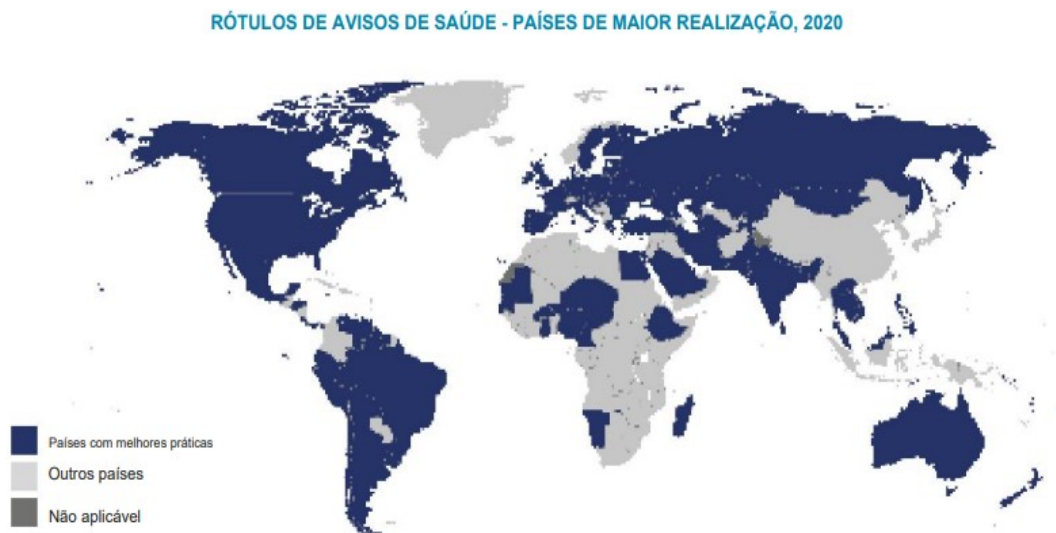 RÓTULOS DE AVISOS DE SAÚDE - PAÍSES DE MAIOR REALIZAÇÃO, 2020
Países com melhores práticas
Outros países
Não aplicável